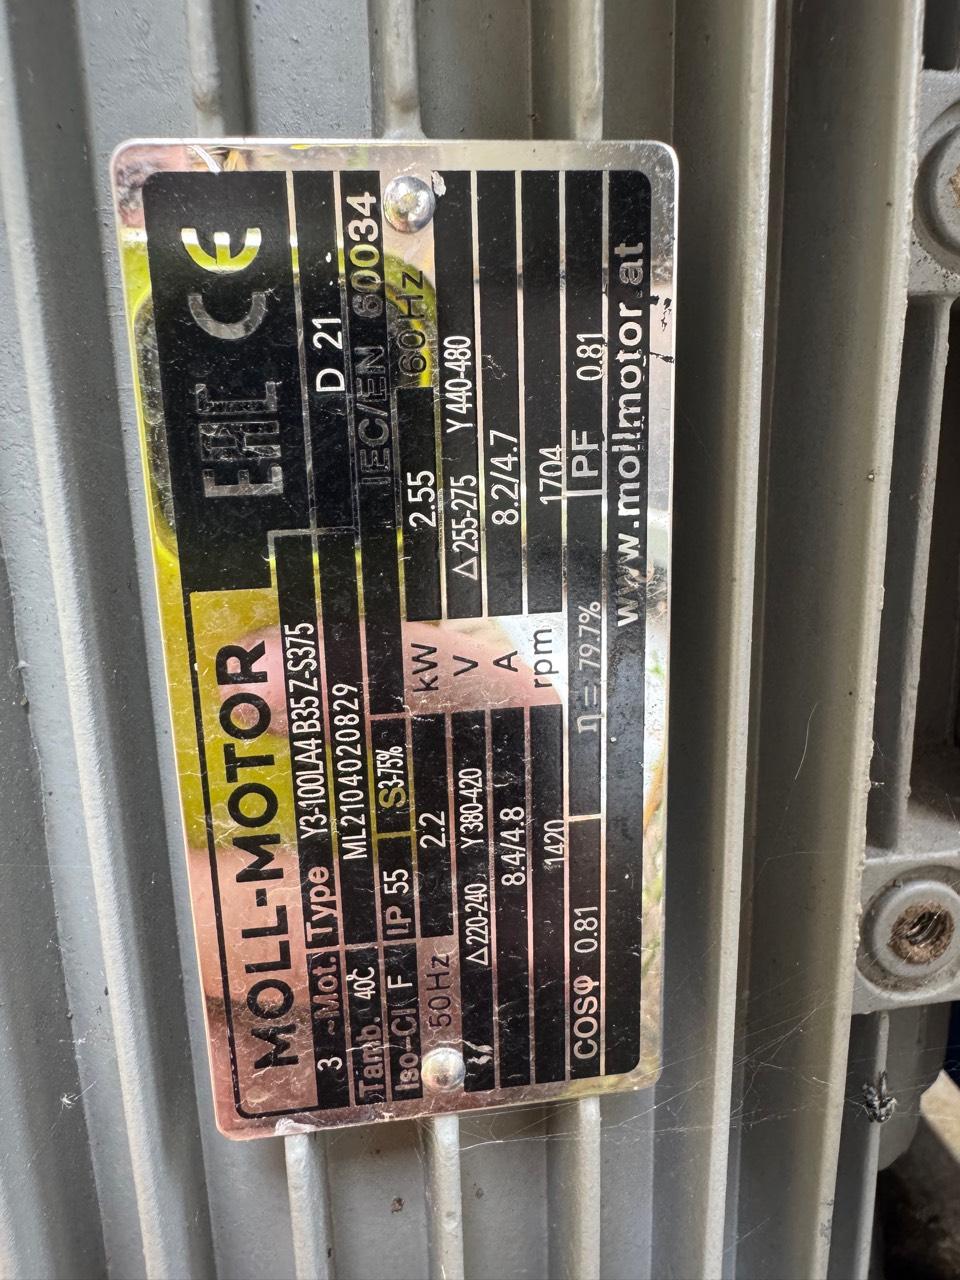 MOLL-MOTOR EAC CE
3 ~Mot. Type Y3-100LA4 B35 Z-S375 D 21
Tamb. 40℃ ML2104020829 IEC/EN 60034
Iso-Cl F IP 55 S3-75%
50Hz 2.2 kW 2.55 60Hz
△220-240 Y380-420 V △255-275 Y440-480
8.4/4.8 A 8.2/4.7
1420 rpm 1704
COSφ 0.81 η = 79.7% PF 0.81
www.mollmotor.at